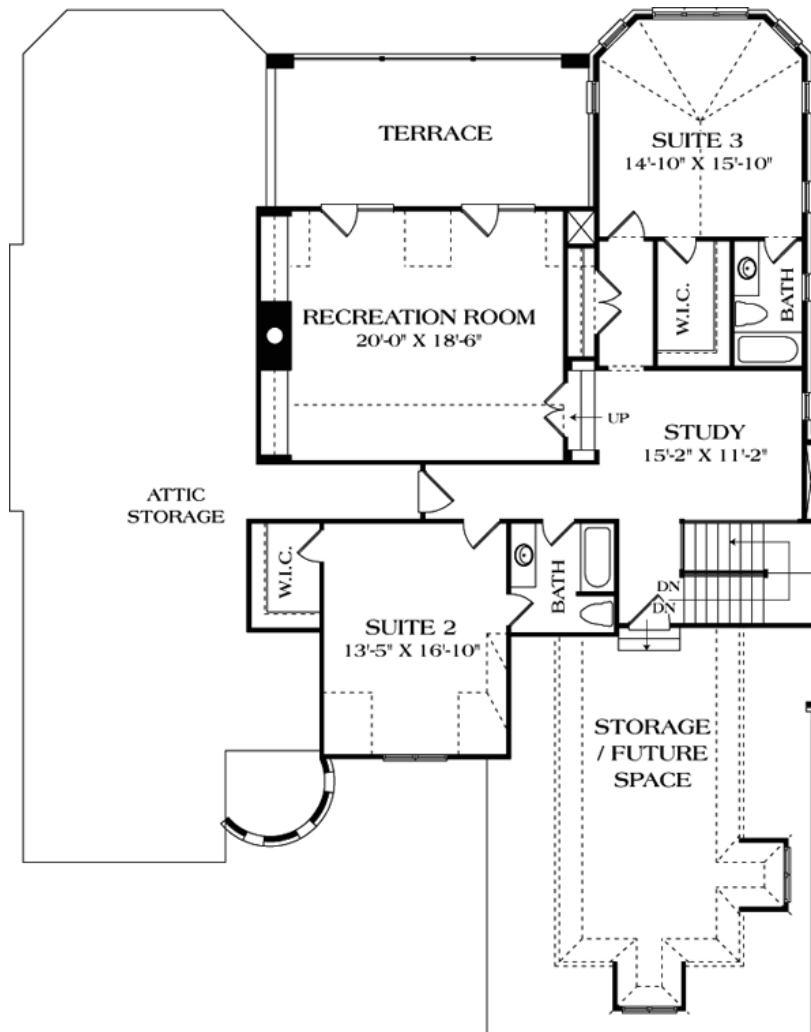 TERRACE
SUITE 3
14'-10" X 15'-10"
RECREATION ROOM
20'-0" X 18'-6"
W.I.C.
BATH
UP
STUDY
15'-2" X 11'-2"
ATTIC
STORAGE
W.I.C.
BATH
DN
DN
SUITE 2
13'-5" X 16'-10"
STORAGE
/ FUTURE
SPACE